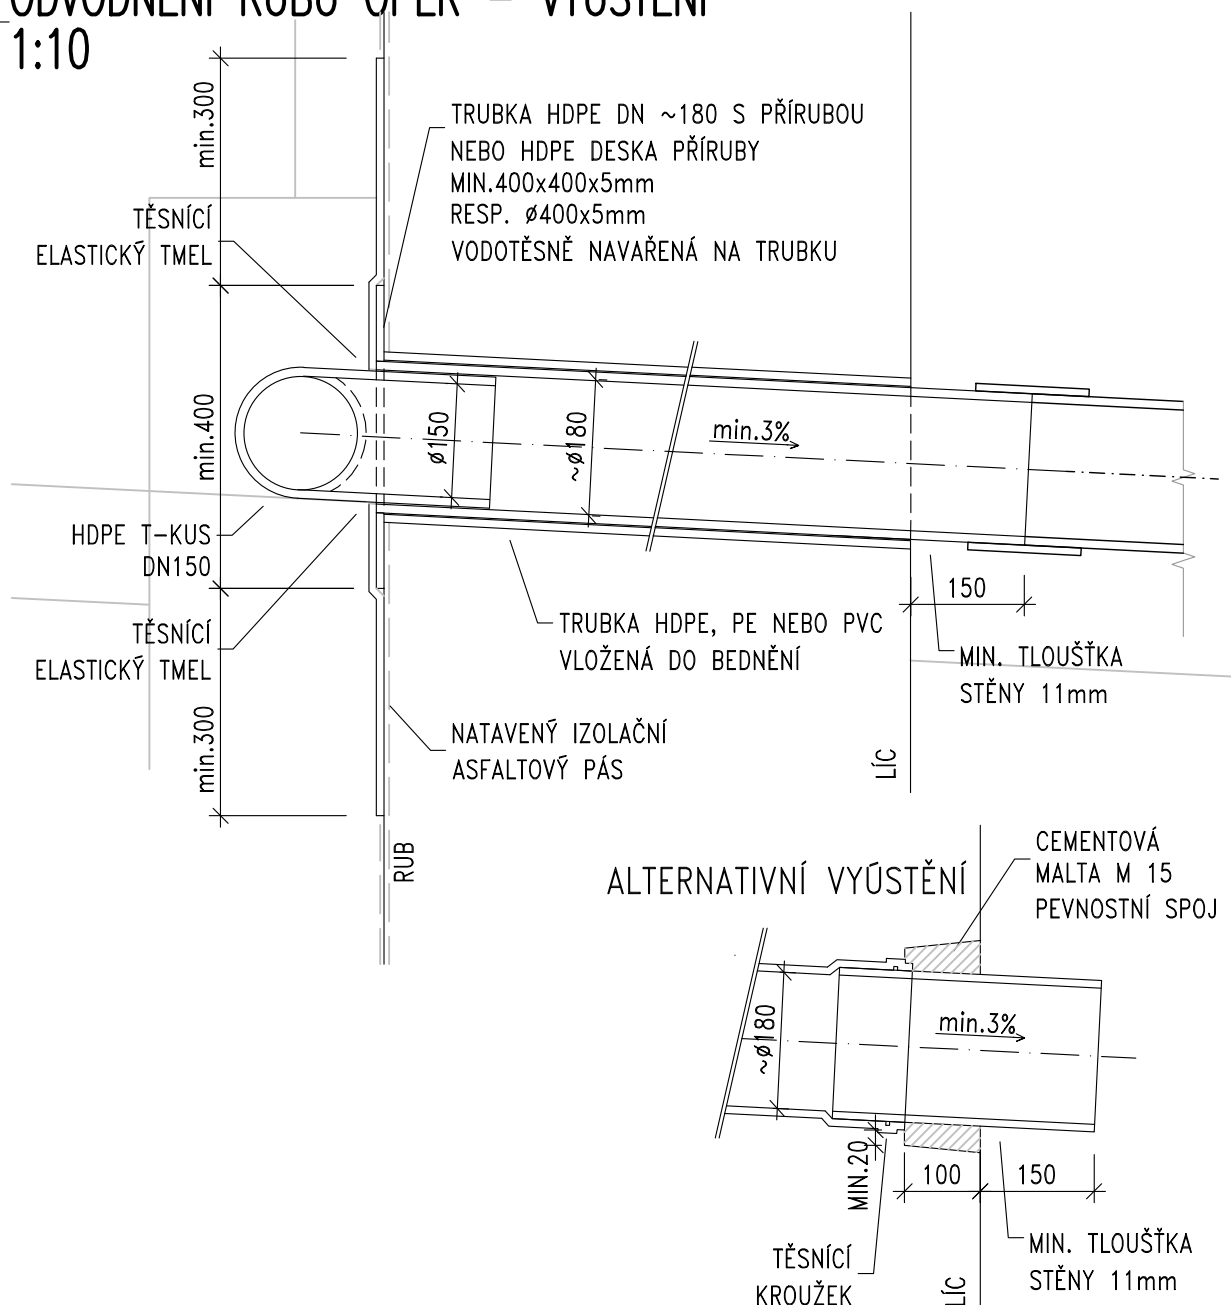 ODVODNĚNÍ RUBU OPĚR – VYÚSTĚNÍ
1:10
min.300
TRUBKA HDPE DN ~180 S PŘÍRUBOU
NEBO HDPE DESKA PŘÍRUBY
MIN.400x400x5mm
RESP. ø400x5mm
VODOTĚSNĚ NAVAŘENÁ NA TRUBKU
TĚSNÍCÍ
ELASTICKÝ TMEL
min.400
ø150
~ø180
min.3%
HDPE T-KUS
DN150
150
TĚSNÍCÍ
ELASTICKÝ TMEL
TRUBKA HDPE, PE NEBO PVC
VLOŽENÁ DO BEDNĚNÍ
MIN. TLOUŠŤKA
STĚNY 11mm
min.300
NATAVENÝ IZOLAČNÍ
ASFALTOVÝ PÁS
LÍC
RUB
ALTERNATIVNÍ VYÚSTĚNÍ
CEMENTOVÁ
MALTA M 15
PEVNOSTNÍ SPOJ
~ø180
min.3%
MIN.20
100
150
TĚSNÍCÍ
KROUŽEK
LÍC
MIN. TLOUŠŤKA
STĚNY 11mm